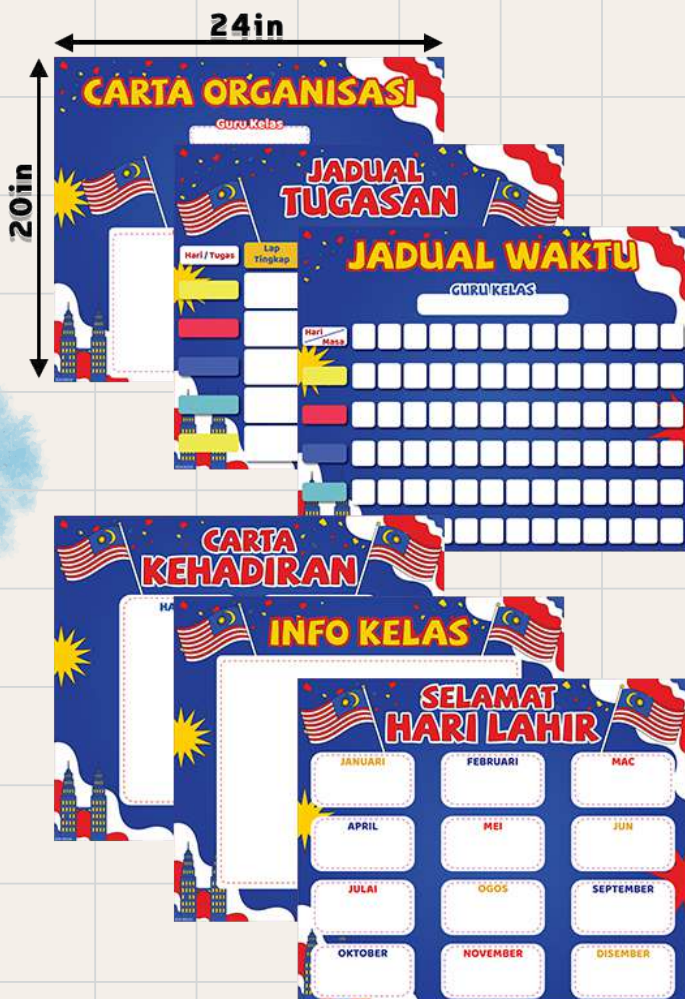 24in
20in
CARTA ORGANISASI
Guru Kelas
JADUAL
TUGASAN
Hari / Tugas
Lap
Tingkap
JADUAL WAKTU
GURU KELAS
Hari
Masa
CARTA
KEHADIRAN
HA
INFO KELAS
SELAMAT
HARI LAHIR
JANUARI FEBRUARI MAC
APRIL MEI JUN
JULAI OGOS SEPTEMBER
OKTOBER NOVEMBER DISEMBER